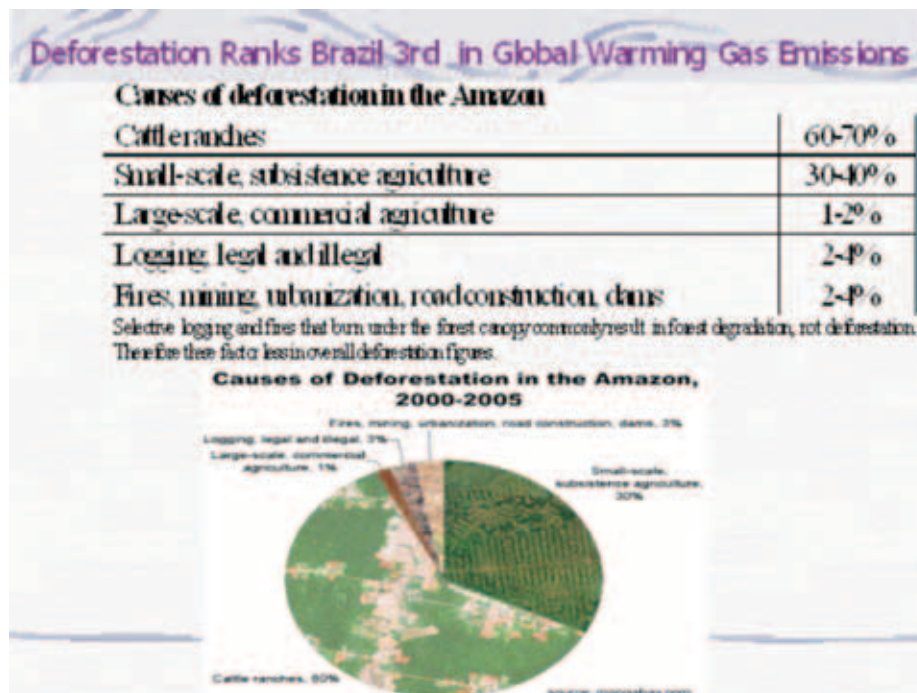 Deforestation Ranks Brazil 3rd in Global Warming Gas Emissions
Causes of deforestation in the Amazon
Cattle ranches 60-70%
Small-scale, subsistence agriculture 30-40%
Large-scale, commercial agriculture 1-2%
Logging, legal and illegal 2-4%
Fires, mining, urbanization, road construction, dams 2-4%
Selective logging and fires that burn under the forest canopy commonly result in forest degradation, not deforestation.
Therefore these factor less in overall deforestation figures.
Causes of Deforestation in the Amazon,
2000-2005
Fires, mining, urbanization, road construction, dams, 3%
Logging, legal and illegal, 3%
Large-scale, commercial
agriculture, 1%
Small-scale,
subsistence agriculture,
30%
Cattle ranches, 60%